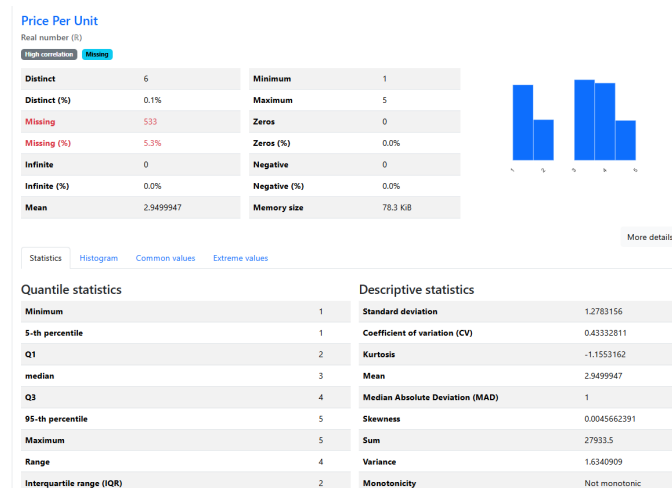 Price Per Unit
Real number (R)
High correlation Missing
Distinct 6 Minimum 1
Distinct (%) 0.1% Maximum 5
Missing 533 Zeros 0
Missing (%) 5.3% Zeros (%) 0.0%
Infinite 0 Negative 0
Infinite (%) 0.0% Negative (%) 0.0%
Mean 2.9499947 Memory size 78.3 KiB
1 2 3 4 5
More details
Statistics Histogram Common values Extreme values
Quantile statistics Descriptive statistics
Minimum 1 Standard deviation 1.2783156
5-th percentile 1 Coefficient of variation (CV) 0.43332811
Q1 2 Kurtosis -1.1553162
median 3 Mean 2.9499947
Q3 4 Median Absolute Deviation (MAD) 1
95-th percentile 5 Skewness 0.0045662391
Maximum 5 Sum 27933.5
Range 4 Variance 1.6340909
Interquartile range (IQR) 2 Monotonicity Not monotonic